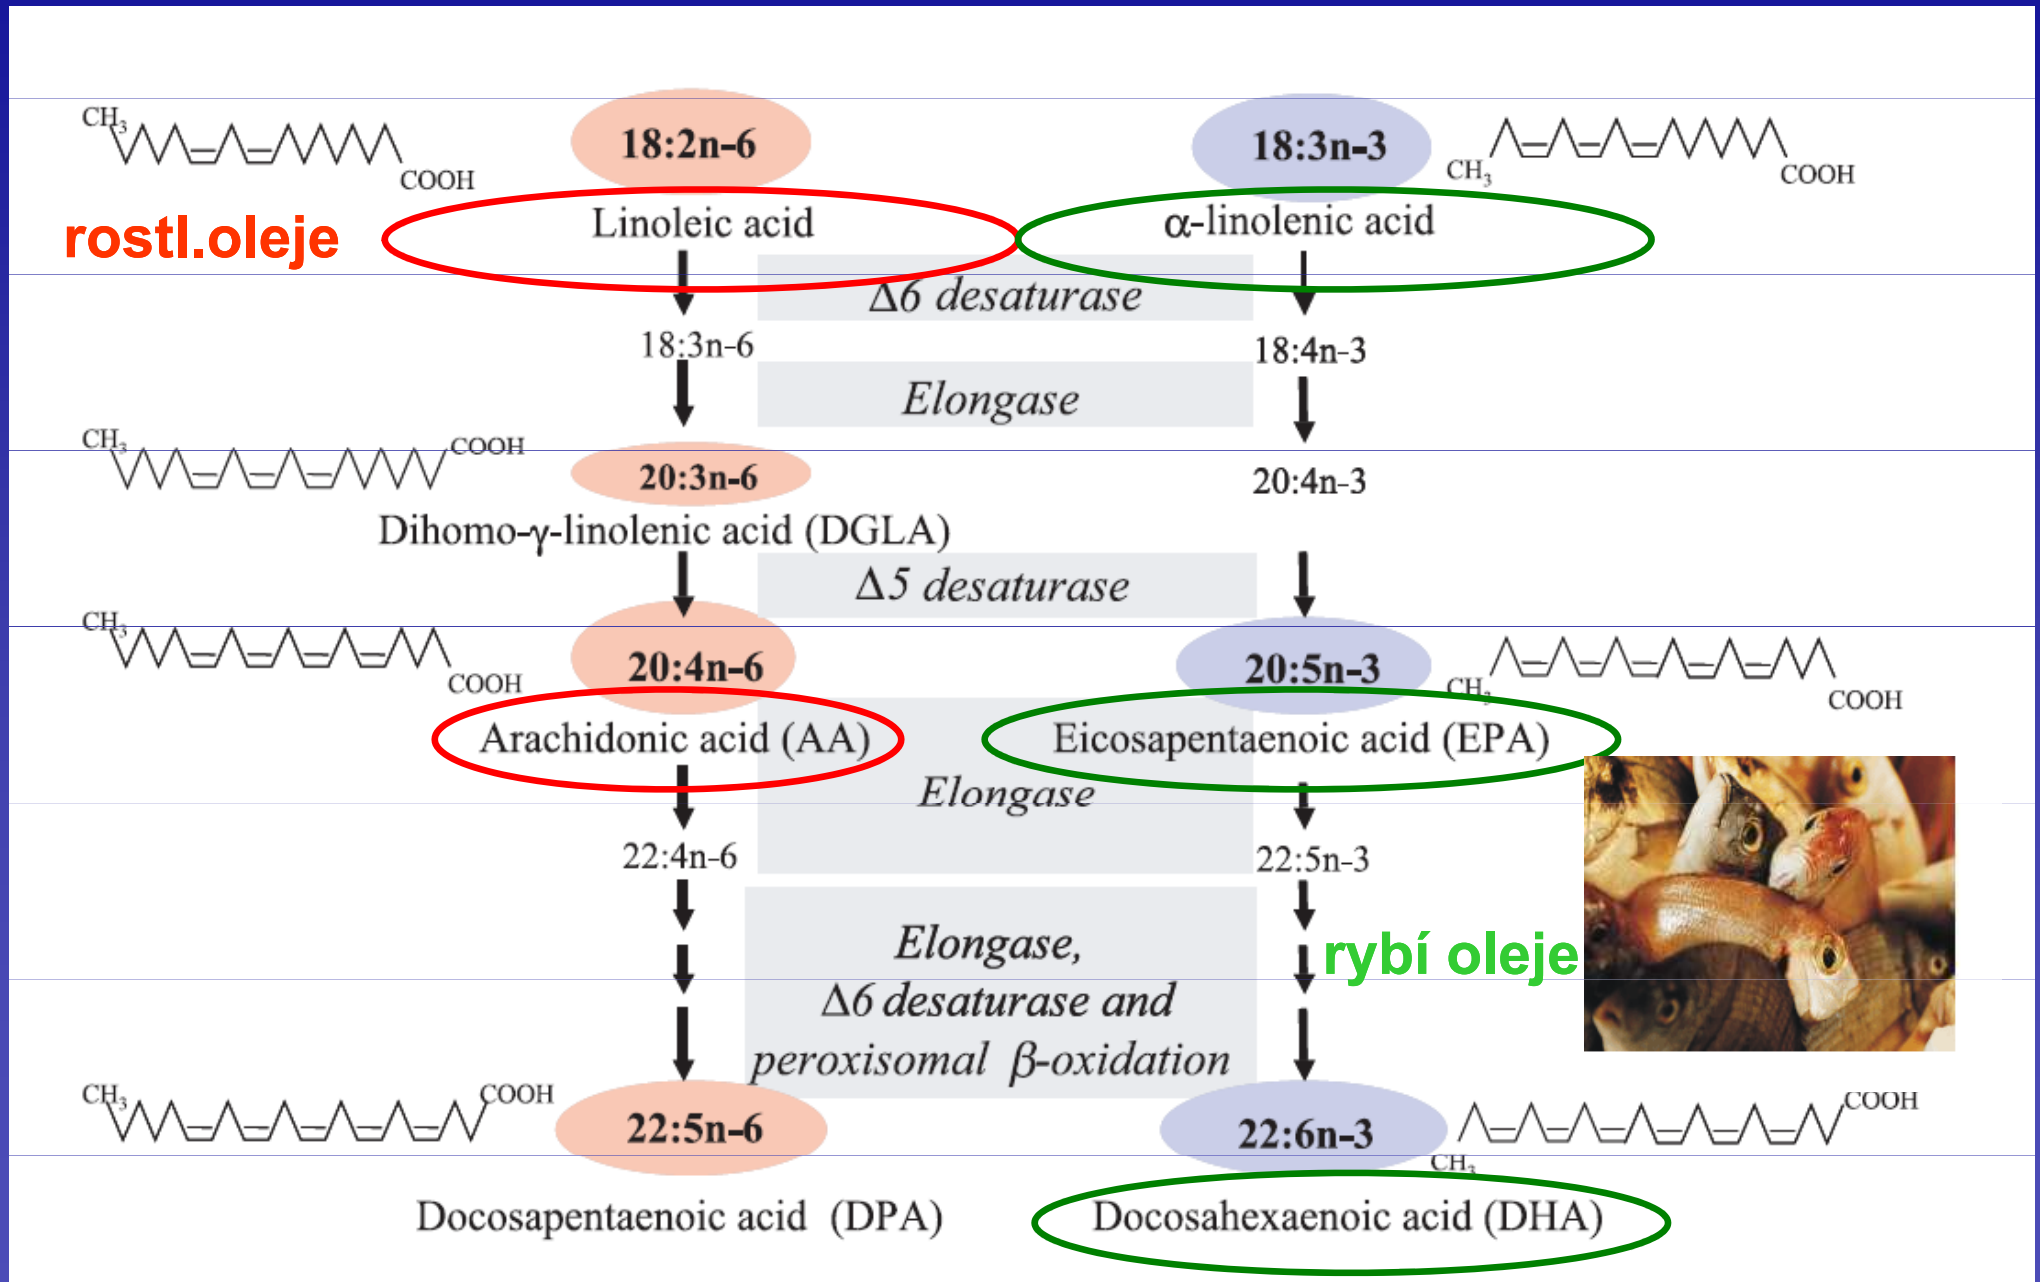 CH3
COOH
18:2n-6
18:3n-3
CH3
COOH
rostl.oleje
Linoleic acid
α-linolenic acid
Δ6 desaturase
18:3n-6
18:4n-3
Elongase
CH3
COOH
20:3n-6
20:4n-3
Dihomo-γ-linolenic acid (DGLA)
Δ5 desaturase
CH3
COOH
20:4n-6
20:5n-3
CH3
COOH
Arachidonic acid (AA)
Eicosapentaenoic acid (EPA)
Elongase
22:4n-6
22:5n-3
Elongase,
Δ6 desaturase and
peroxisomal β-oxidation
rybí oleje
CH3
COOH
22:5n-6
22:6n-3
CH3
COOH
Docosapentaenoic acid (DPA)
Docosahexaenoic acid (DHA)